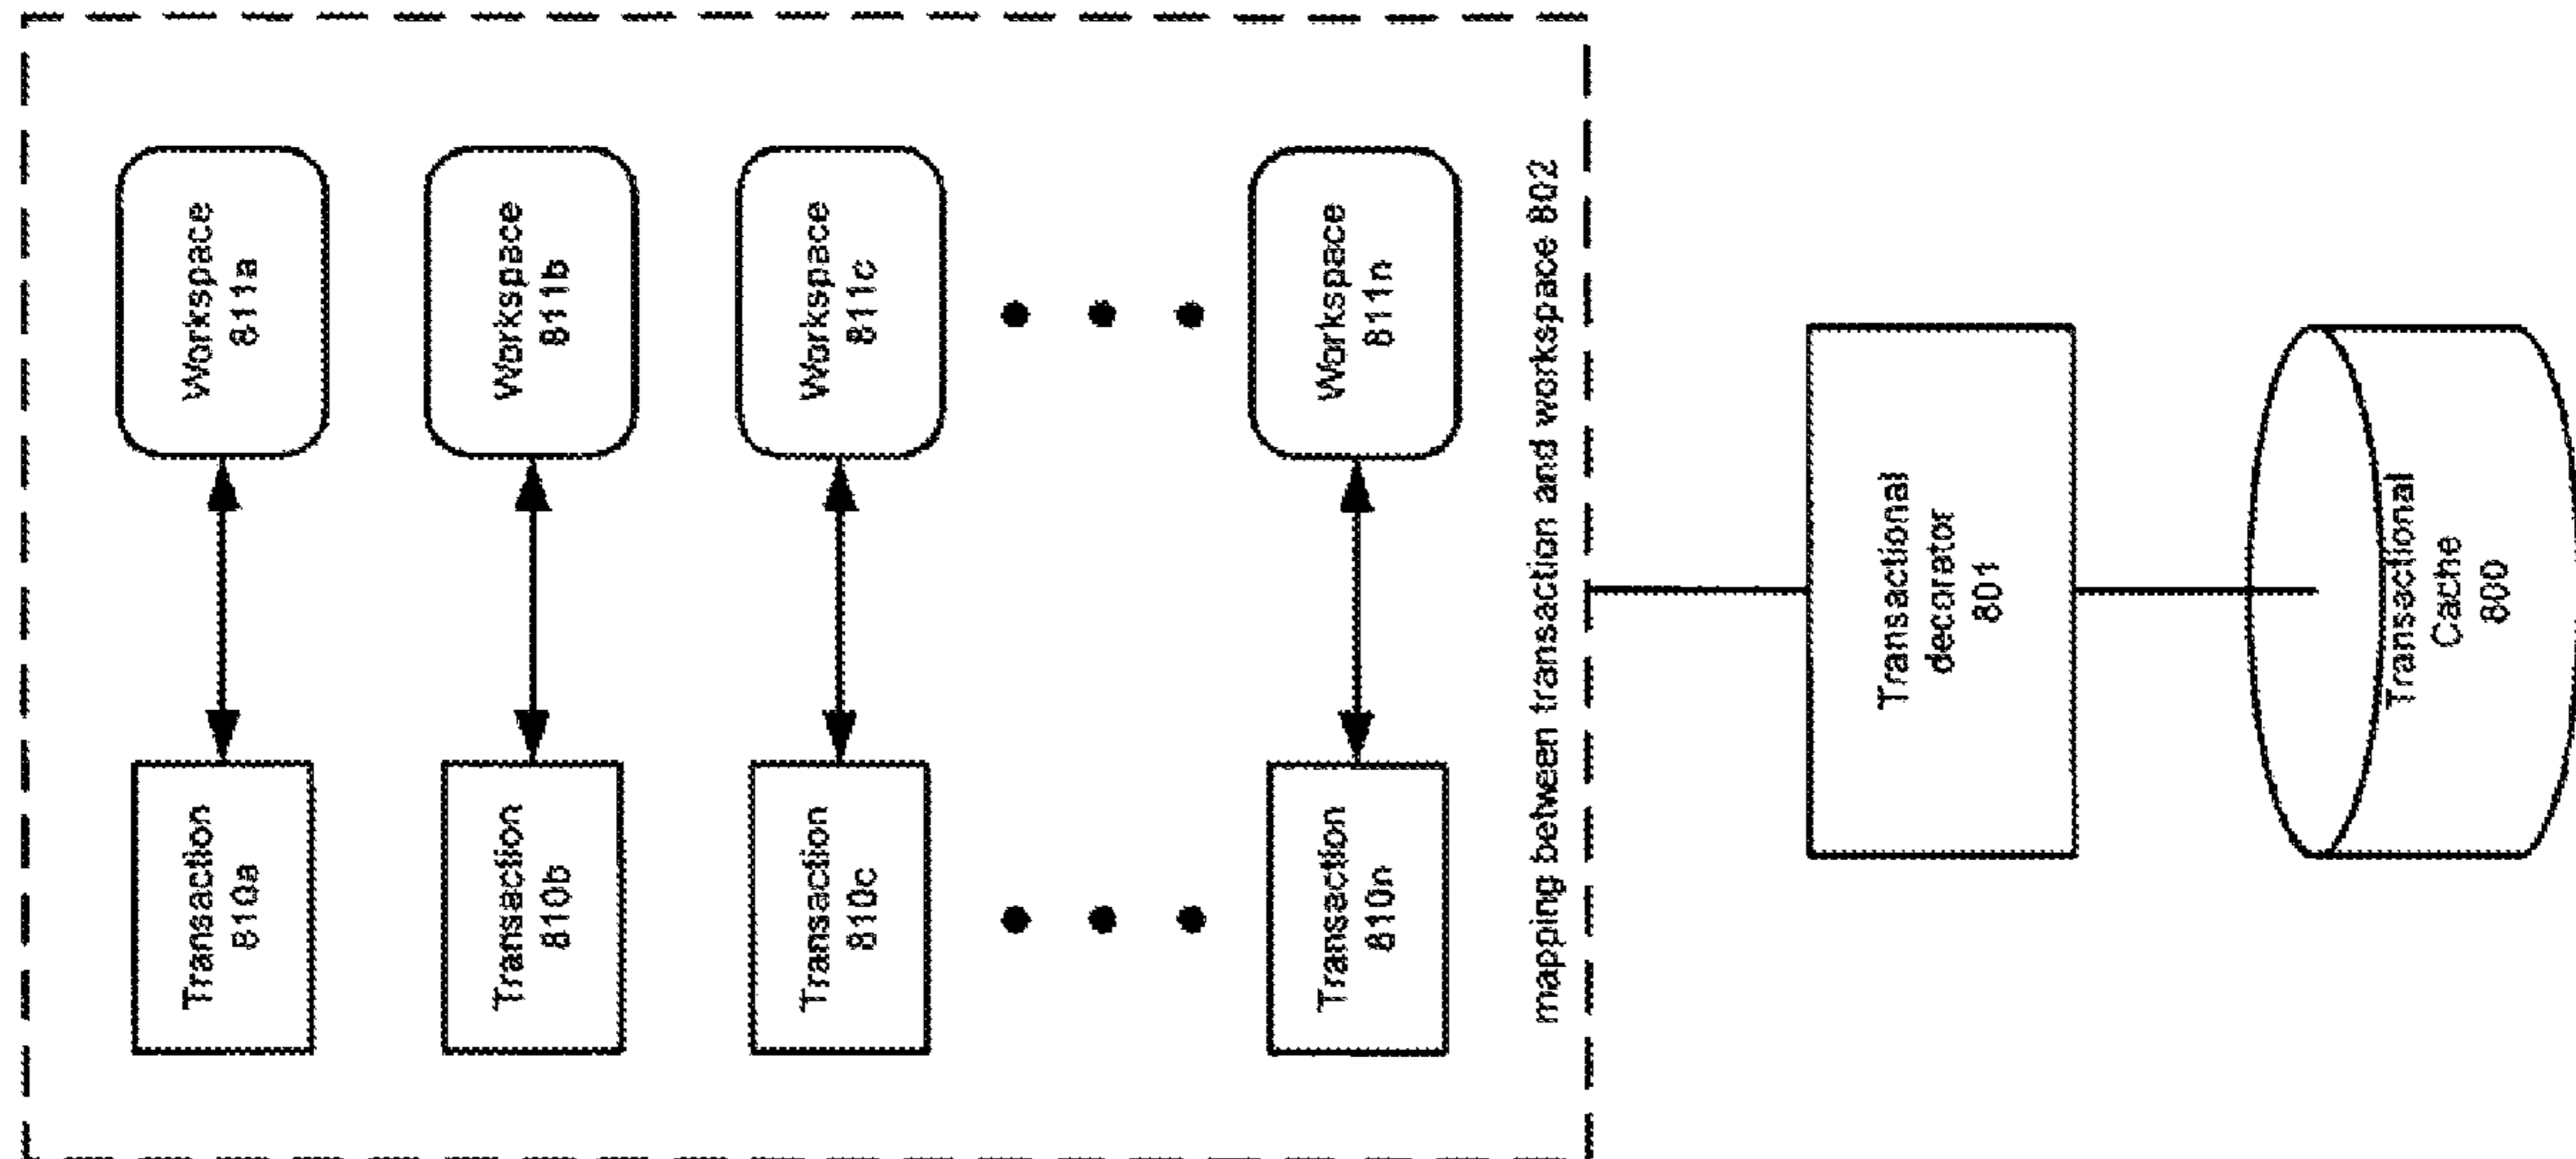 Transaction
810a
Workspace
811a
Transaction
810b
Workspace
811b
Transaction
810c
Workspace
811c
Transaction
810n
Workspace
811n
mapping between transaction and workspace 802
Transactional
decorator
801
Transactional
Cache
800